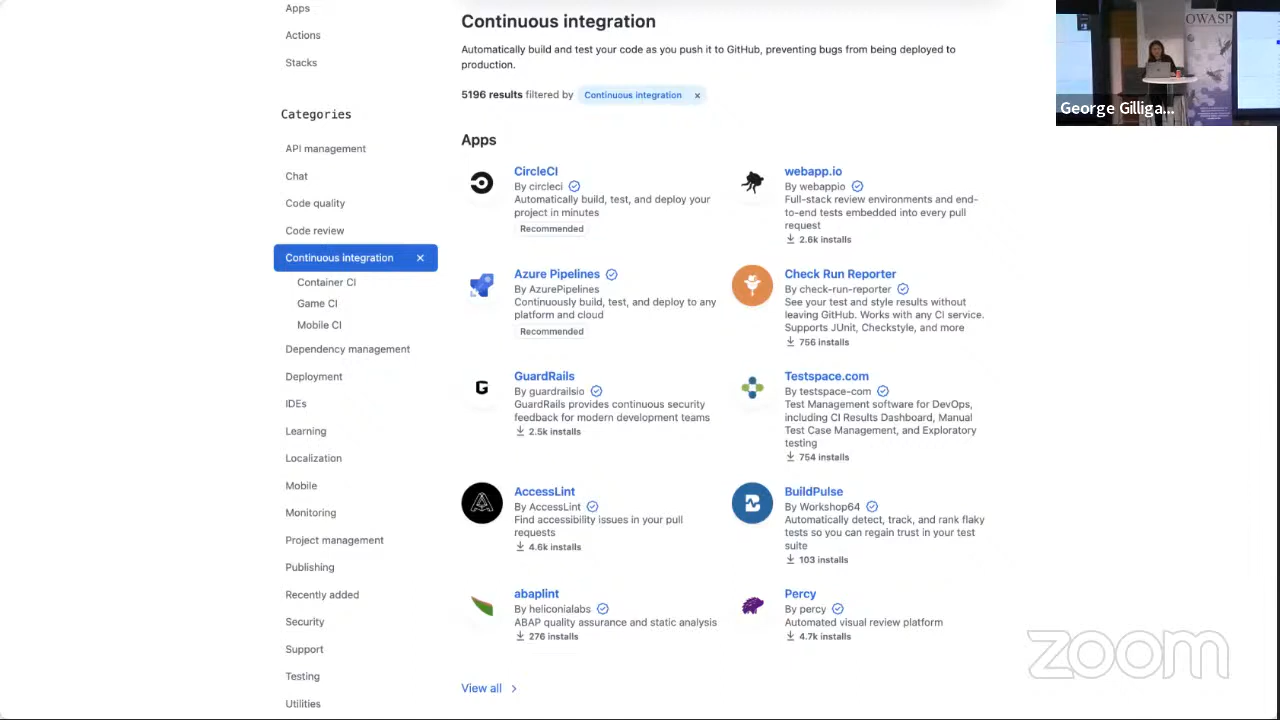 Apps
Actions
Stacks
Categories
API management
Chat
Code quality
Code review
Continuous integration ×
Container CI
Game CI
Mobile CI
Dependency management
Deployment
IDEs
Learning
Localization
Mobile
Monitoring
Project management
Publishing
Recently added
Security
Support
Testing
Utilities
Continuous integration
Automatically build and test your code as you push it to GitHub, preventing bugs from being deployed to
production.
5196 results filtered by Continuous integration ×
Apps
CircleCI
By circleci
Automatically build, test, and deploy your
project in minutes
Recommended
webapp.io
By webappio
Full-stack review environments and end-
to-end tests embedded into every pull
request
2.6k installs
Azure Pipelines
By AzurePipelines
Continuously build, test, and deploy to any
platform and cloud
Recommended
Check Run Reporter
By check-run-reporter
See your test and style results without
leaving GitHub. Works with any CI service.
Supports JUnit, Checkstyle, and more
756 installs
G
GuardRails
By guardrailsio
GuardRails provides continuous security
feedback for modern development teams
2.5k installs
Testspace.com
By testspace-com
Test Management software for DevOps,
including CI Results Dashboard, Manual
Test Case Management, and Exploratory
testing
754 installs
AccessLint
By AccessLint
Find accessibility issues in your pull
requests
4.6k installs
BuildPulse
By Workshop64
Automatically detect, track, and rank flaky
tests so you can regain trust in your test
suite
103 installs
abaplint
By heliconialabs
ABAP quality assurance and static analysis
276 installs
Percy
By percy
Automated visual review platform
4.7k installs
View all
OWASP
George Gilliga...
zoom